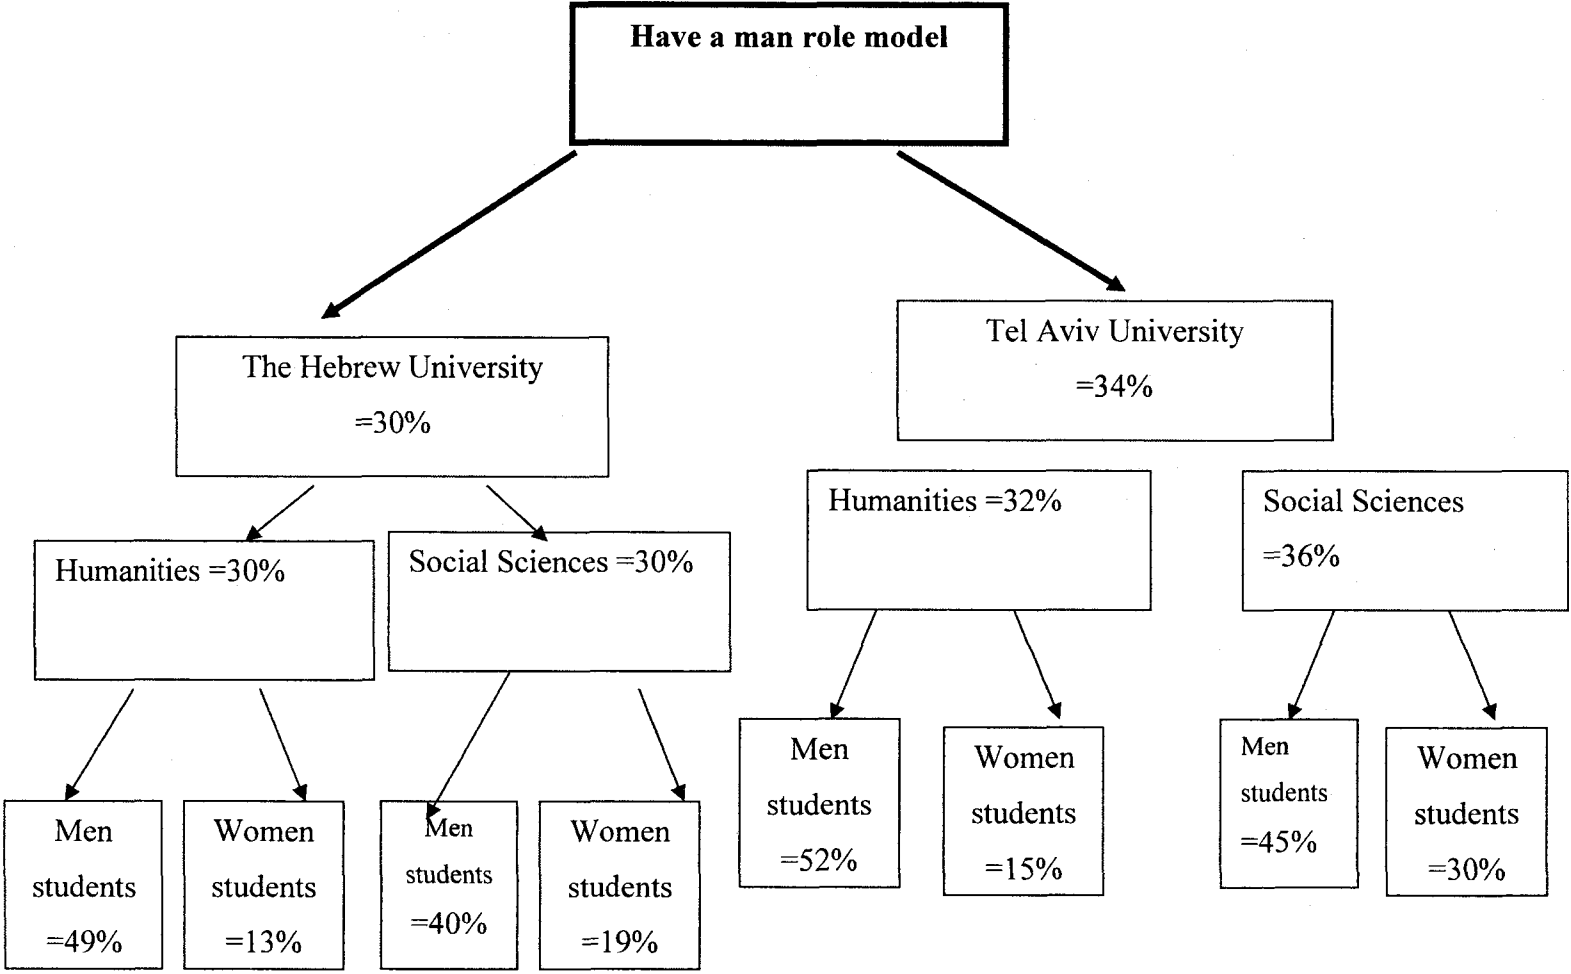 Have a man role model
The Hebrew University
=30%
Tel Aviv University
=34%
Humanities =30%
Social Sciences =30%
Humanities =32%
Social Sciences
=36%
Men
students
=49%
Women
students
=13%
Men
students
=40%
Women
students
=19%
Men
students
=52%
Women
students
=15%
Men
students
=45%
Women
students
=30%